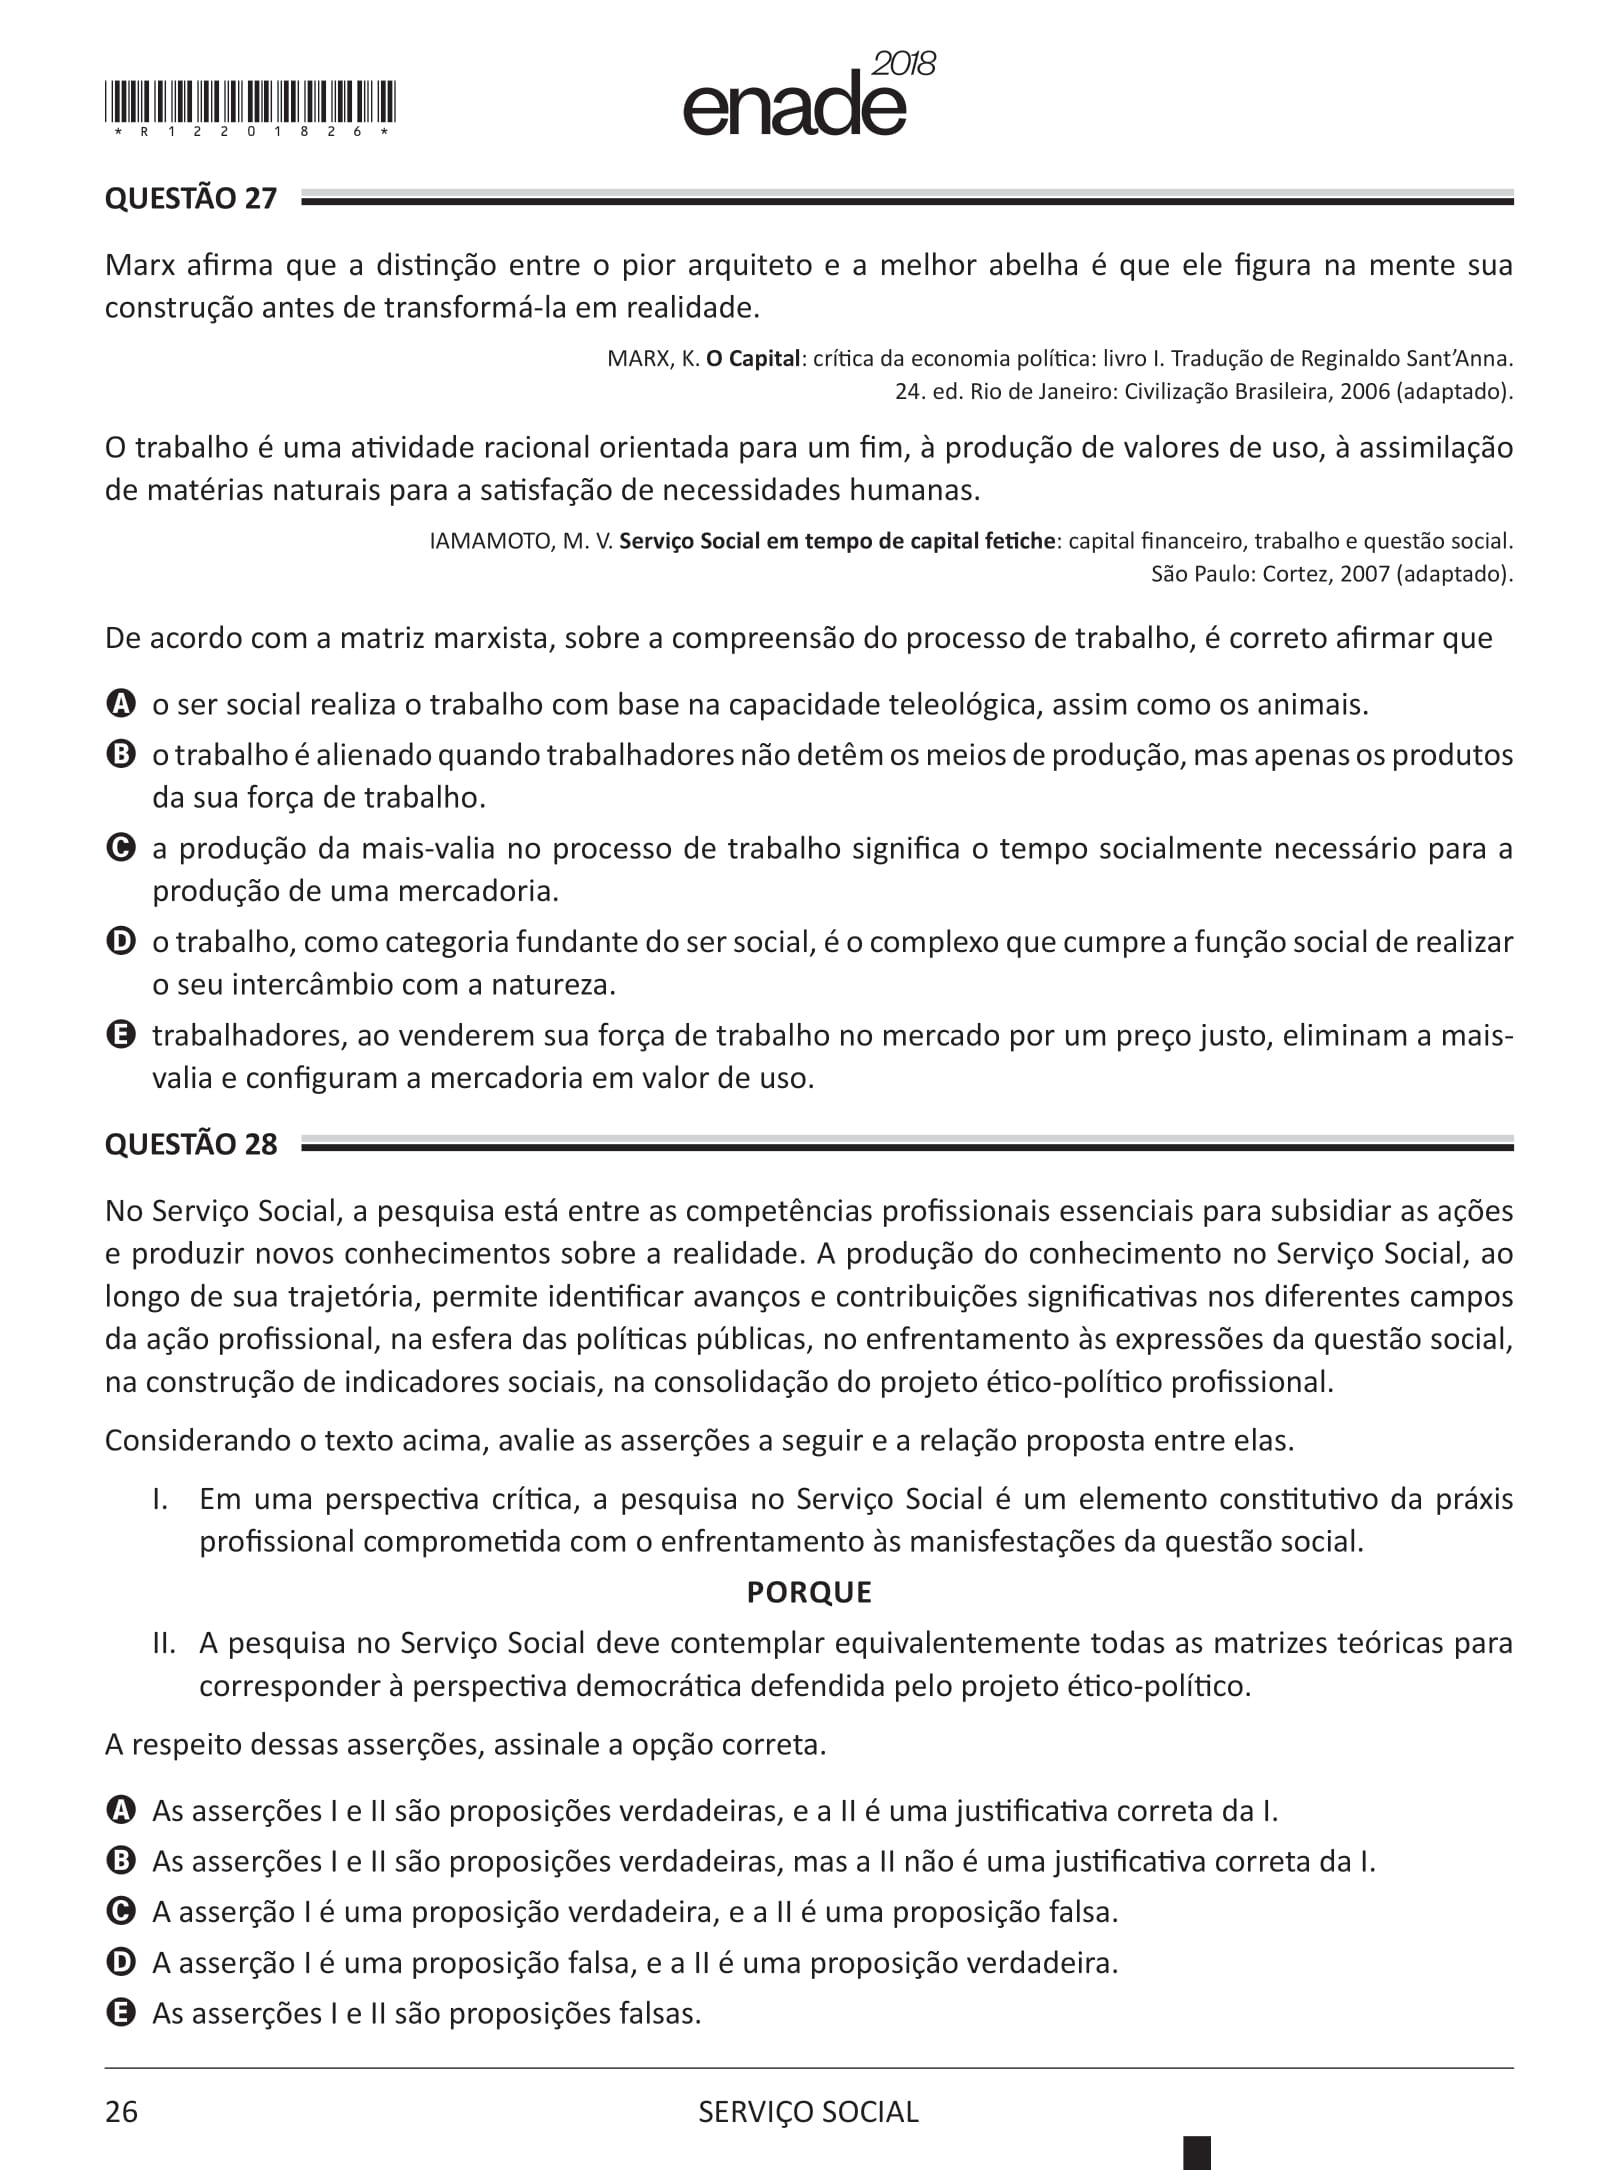 enade 2018
* R 1 2 2 0 1 8 2 6 *
QUESTÃO 27
Marx afirma que a distinção entre o pior arquiteto e a melhor abelha é que ele figura na mente sua
construção antes de transformá-la em realidade.
MARX, K. O Capital: crítica da economia política: livro I. Tradução de Reginaldo Sant’Anna.
24. ed. Rio de Janeiro: Civilização Brasileira, 2006 (adaptado).
O trabalho é uma atividade racional orientada para um fim, à produção de valores de uso, à assimilação
de matérias naturais para a satisfação de necessidades humanas.
IAMAMOTO, M. V. Serviço Social em tempo de capital fetiche: capital financeiro, trabalho e questão social.
São Paulo: Cortez, 2007 (adaptado).
De acordo com a matriz marxista, sobre a compreensão do processo de trabalho, é correto afirmar que
A o ser social realiza o trabalho com base na capacidade teleológica, assim como os animais.
B o trabalho é alienado quando trabalhadores não detêm os meios de produção, mas apenas os produtos
da sua força de trabalho.
C a produção da mais-valia no processo de trabalho significa o tempo socialmente necessário para a
produção de uma mercadoria.
D o trabalho, como categoria fundante do ser social, é o complexo que cumpre a função social de realizar
o seu intercâmbio com a natureza.
E trabalhadores, ao venderem sua força de trabalho no mercado por um preço justo, eliminam a mais-
valia e configuram a mercadoria em valor de uso.
QUESTÃO 28
No Serviço Social, a pesquisa está entre as competências profissionais essenciais para subsidiar as ações
e produzir novos conhecimentos sobre a realidade. A produção do conhecimento no Serviço Social, ao
longo de sua trajetória, permite identificar avanços e contribuições significativas nos diferentes campos
da ação profissional, na esfera das políticas públicas, no enfrentamento às expressões da questão social,
na construção de indicadores sociais, na consolidação do projeto ético-político profissional.
Considerando o texto acima, avalie as asserções a seguir e a relação proposta entre elas.
I. Em uma perspectiva crítica, a pesquisa no Serviço Social é um elemento constitutivo da práxis
profissional comprometida com o enfrentamento às manisfestações da questão social.
PORQUE
II. A pesquisa no Serviço Social deve contemplar equivalentemente todas as matrizes teóricas para
corresponder à perspectiva democrática defendida pelo projeto ético-político.
A respeito dessas asserções, assinale a opção correta.
A As asserções I e II são proposições verdadeiras, e a II é uma justificativa correta da I.
B As asserções I e II são proposições verdadeiras, mas a II não é uma justificativa correta da I.
C A asserção I é uma proposição verdadeira, e a II é uma proposição falsa.
D A asserção I é uma proposição falsa, e a II é uma proposição verdadeira.
E As asserções I e II são proposições falsas.
26
SERVIÇO SOCIAL